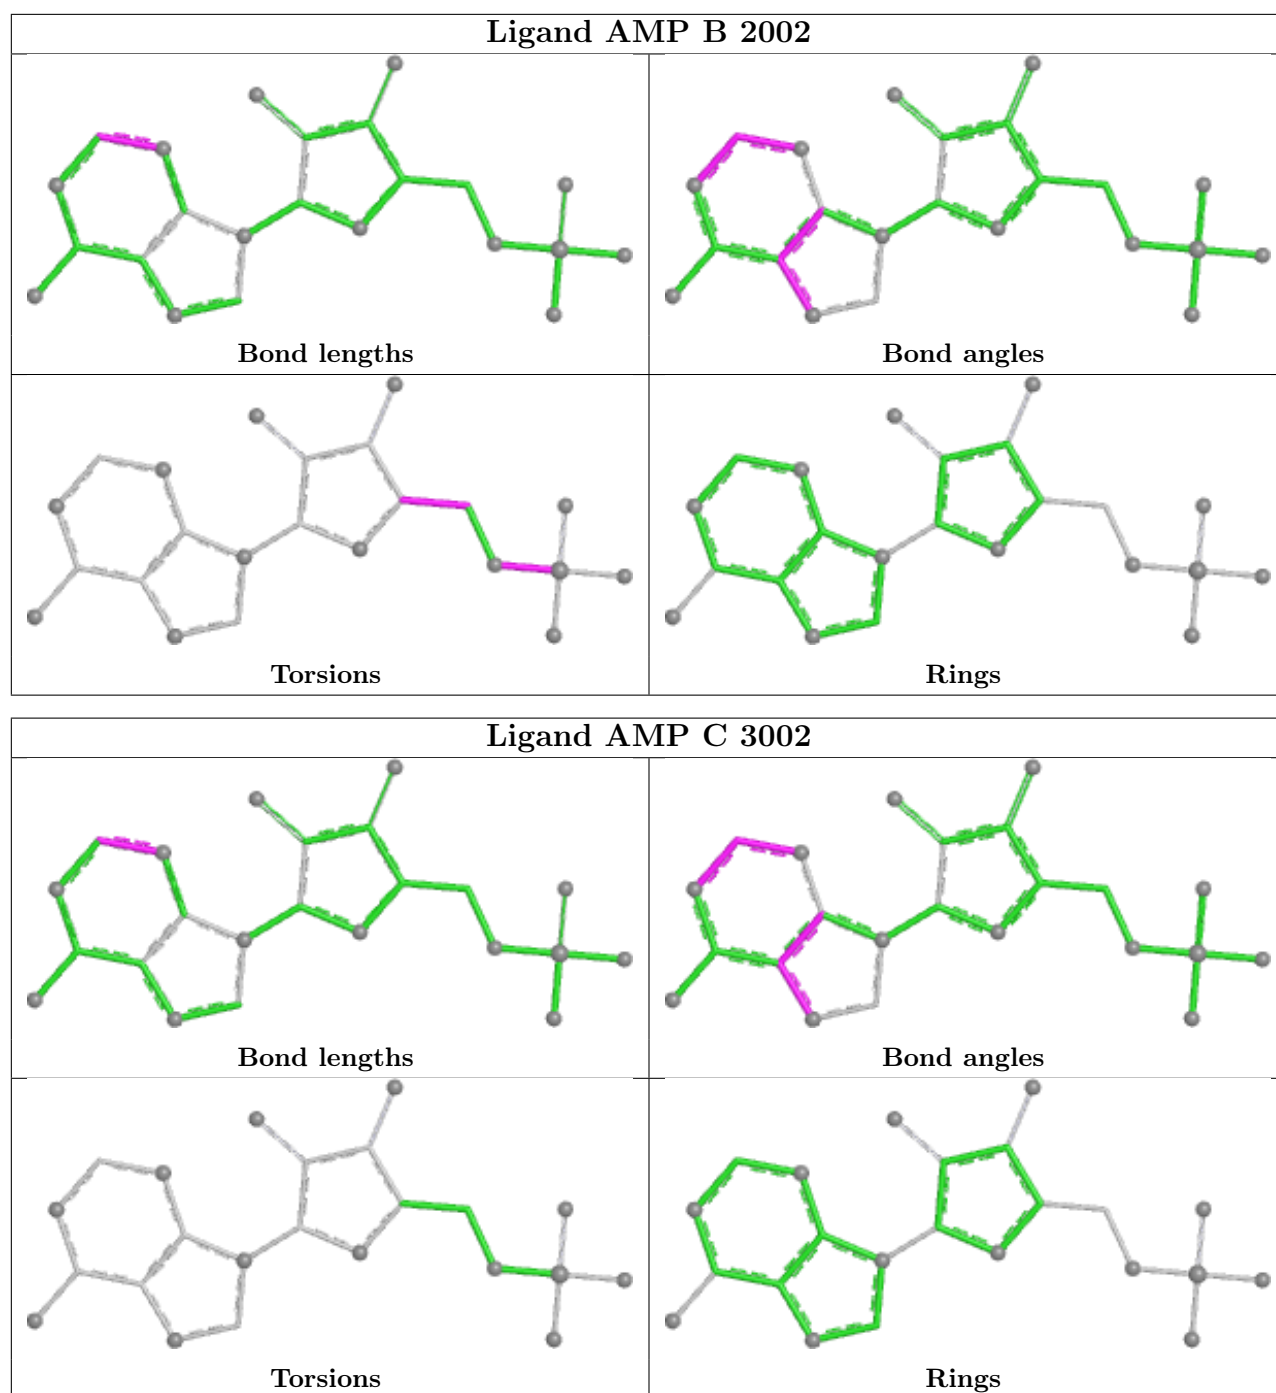 Ligand AMP B 2002
Bond lengths Bond angles
Torsions Rings
Ligand AMP C 3002
Bond lengths Bond angles
Torsions Rings